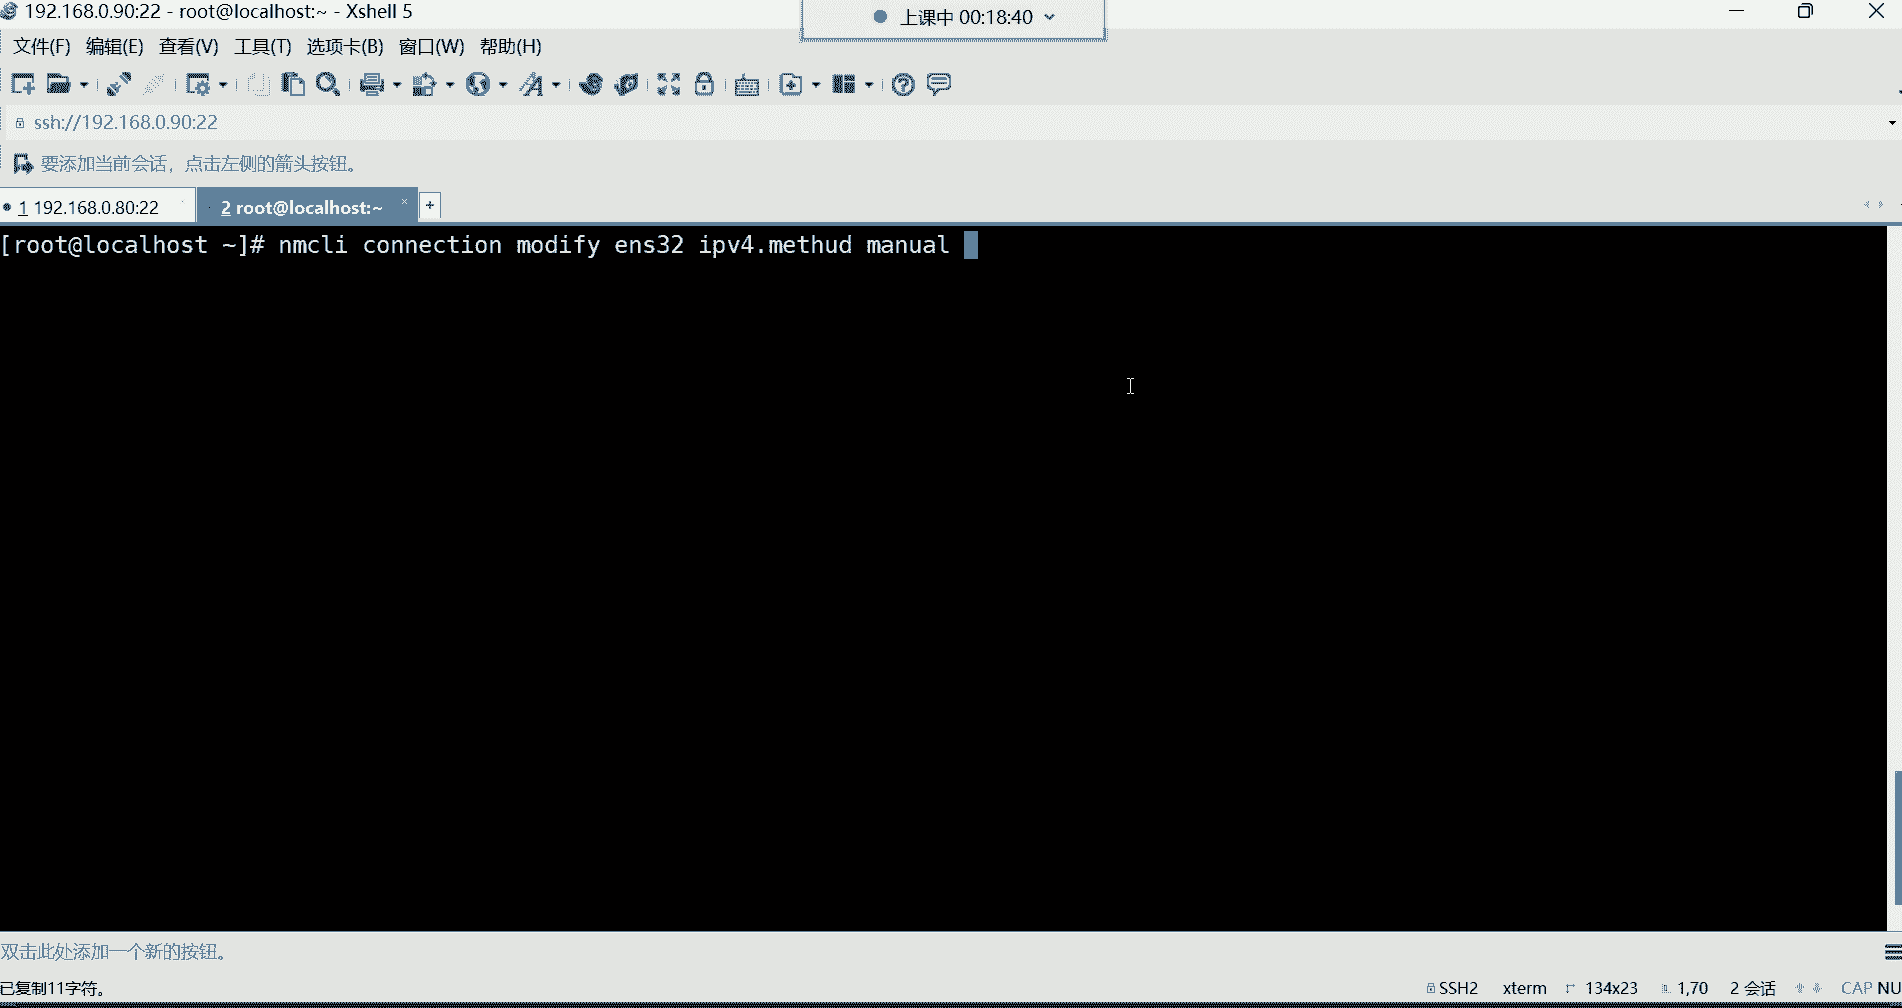 192.168.0.90:22 - root@localhost:~ - Xshell 5
上课中 00:18:40
文件(F) 编辑(E) 查看(V) 工具(T) 选项卡(B) 窗口(W) 帮助(H)
ssh://192.168.0.90:22
要添加当前会话，点击左侧的箭头按钮。
1 192.168.0.80:22
2 root@localhost:~
[root@localhost ~]# nmcli connection modify ens32 ipv4.methud manual
双击此处添加一个新的按钮。
已复制11字符。
SSH2 xterm 134x23 1,70 2 会话 CAP NU